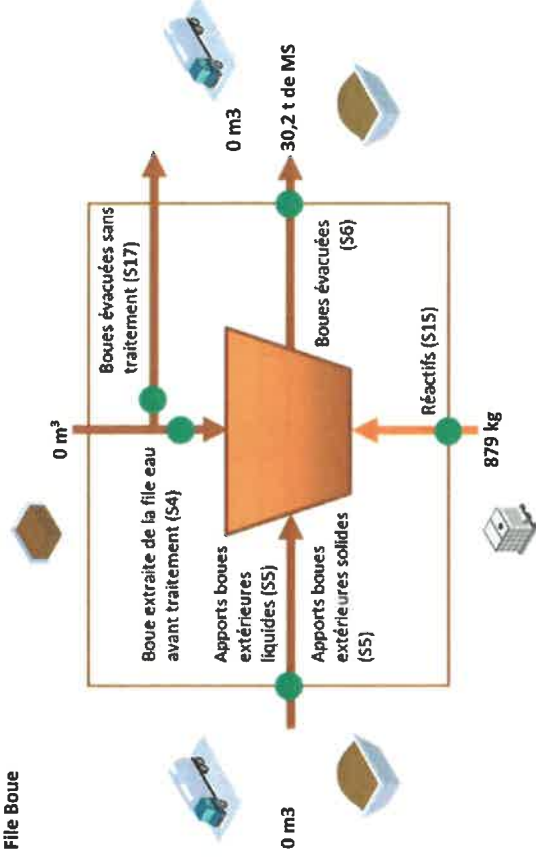 File Boue
0 m³
Boues évacuées sans
traitement (S17)
0 m3
Boue extraite de la file eau
avant traitement (S4)
Apports boues
extérieures
liquides (S5)
0 m3
Apports boues
extérieures solides
(S5)
30,2 t de MS
Boues évacuées
(S6)
Réactifs (S15)
879 kg